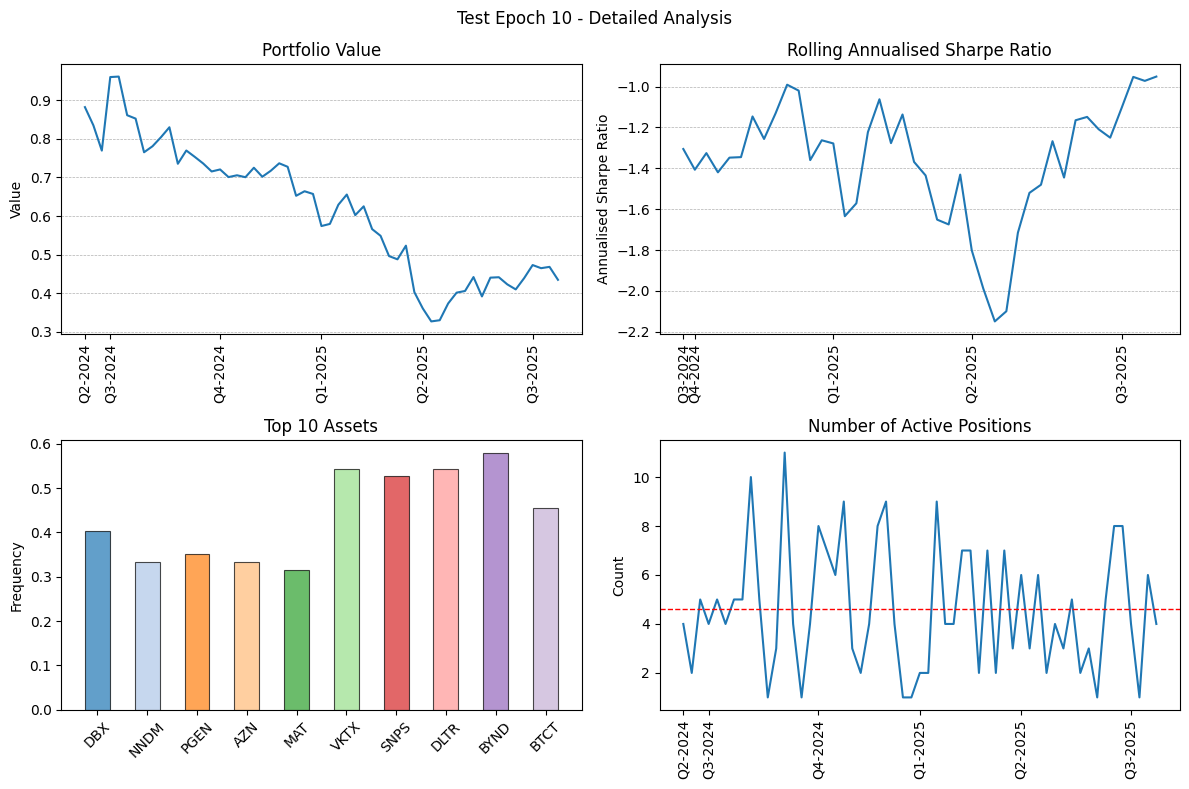 Test Epoch 10 - Detailed Analysis
Portfolio Value
Value
0.9
0.8
0.7
0.6
0.5
0.4
0.3
Q2-2024
Q3-2024
Q4-2024
Q1-2025
Q2-2025
Q3-2025
Rolling Annualised Sharpe Ratio
Annualised Sharpe Ratio
−1.0
−1.2
−1.4
−1.6
−1.8
−2.0
−2.2
Q3-2024
Q4-2024
Q1-2025
Q2-2025
Q3-2025
Top 10 Assets
Frequency
0.6
0.5
0.4
0.3
0.2
0.1
0.0
DBX
NNDM
PGEN
AZN
MAT
VKTX
SNPS
DLTR
BYND
BTCT
Number of Active Positions
Count
10
8
6
4
2
Q2-2024
Q3-2024
Q4-2024
Q1-2025
Q2-2025
Q3-2025